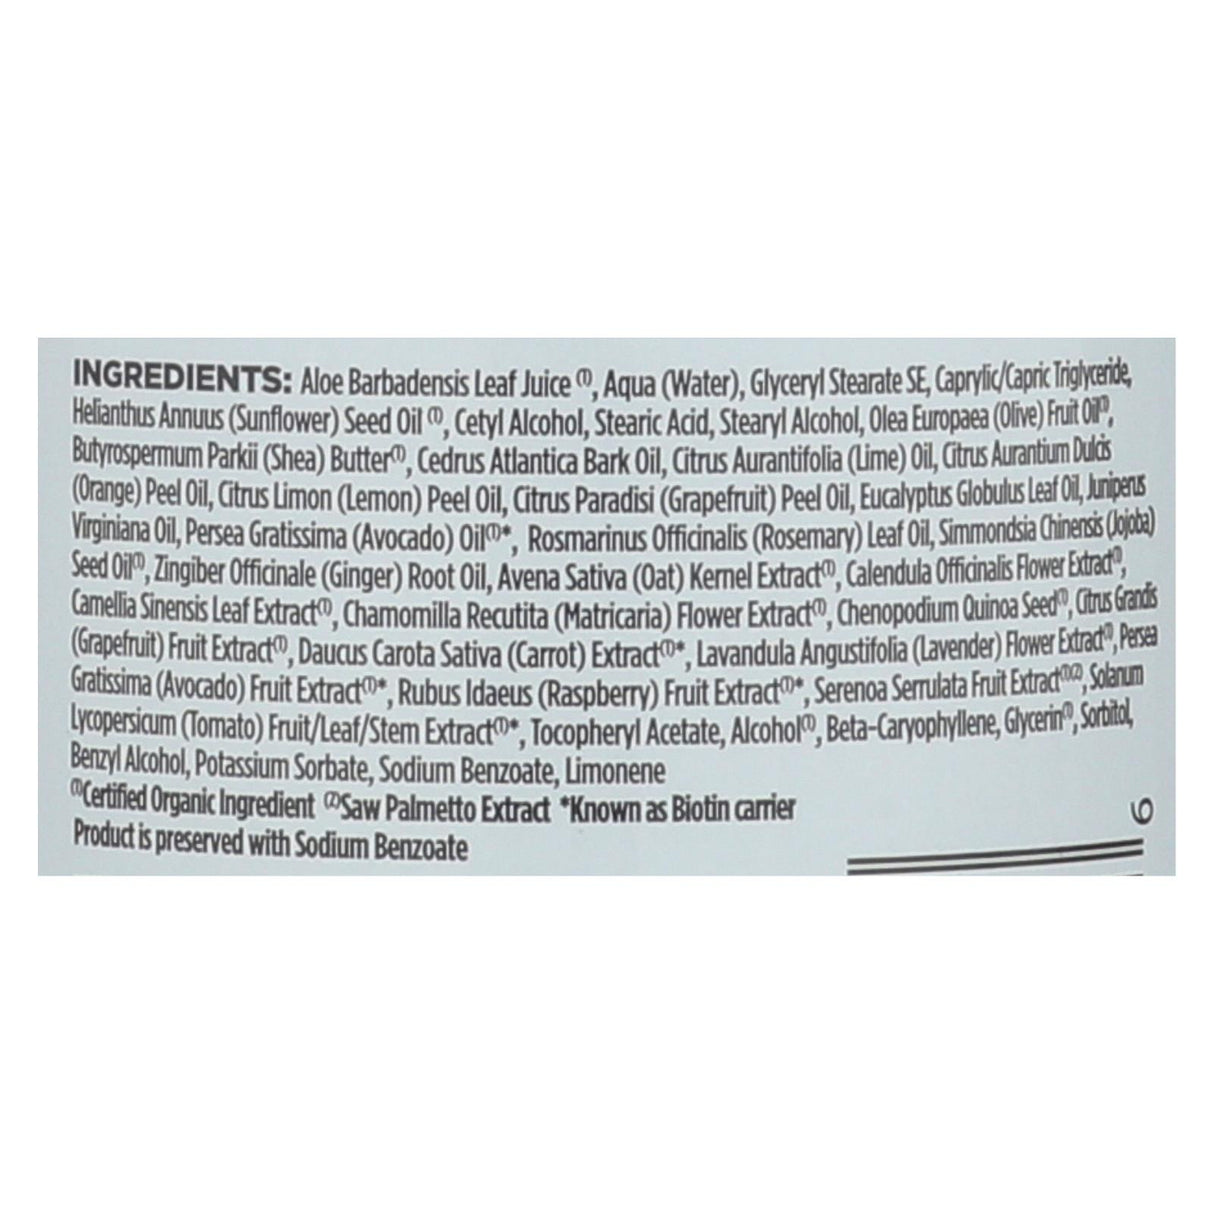 INGREDIENTS: Aloe Barbadensis Leaf Juice (1), Aqua (Water), Glyceryl Stearate SE, Caprylic/Capric Triglyceride,
Helianthus Annuus (Sunflower) Seed Oil (1), Cetyl Alcohol, Stearic Acid, Stearyl Alcohol, Olea Europaea (Olive) Fruit Oil(1),
Butyrospermum Parkii (Shea) Butter(1), Cedrus Atlantica Bark Oil, Citrus Aurantifolia (Lime) Oil, Citrus Aurantium Dulcis
(Orange) Peel Oil, Citrus Limon (Lemon) Peel Oil, Citrus Paradisi (Grapefruit) Peel Oil, Eucalyptus Globulus Leaf Oil, Juniperus
Virginiana Oil, Persea Gratissima (Avocado) Oil(1)*, Rosmarinus Officinalis (Rosemary) Leaf Oil, Simmondsia Chinensis (Jojoba)
Seed Oil(1), Zingiber Officinale (Ginger) Root Oil, Avena Sativa (Oat) Kernel Extract(1), Calendula Officinalis Flower Extract(1),
Camellia Sinensis Leaf Extract(1), Chamomilla Recutita (Matricaria) Flower Extract(1), Chenopodium Quinoa Seed(1), Citrus Grandis
(Grapefruit) Fruit Extract(1), Daucus Carota Sativa (Carrot) Extract(1)*, Lavandula Angustifolia (Lavender) Flower Extract(1), Persea
Gratissima (Avocado) Fruit Extract(1)*, Rubus Idaeus (Raspberry) Fruit Extract(1)*, Serenoa Serrulata Fruit Extract(1)(2), Solanum
Lycopersicum (Tomato) Fruit/Leaf/Stem Extract(1)*, Tocopheryl Acetate, Alcohol(1), Beta-Caryophyllene, Glycerin(1), Sorbitol,
Benzyl Alcohol, Potassium Sorbate, Sodium Benzoate, Limonene
(1)Certified Organic Ingredient (2)Saw Palmetto Extract *Known as Biotin carrier
Product is preserved with Sodium Benzoate